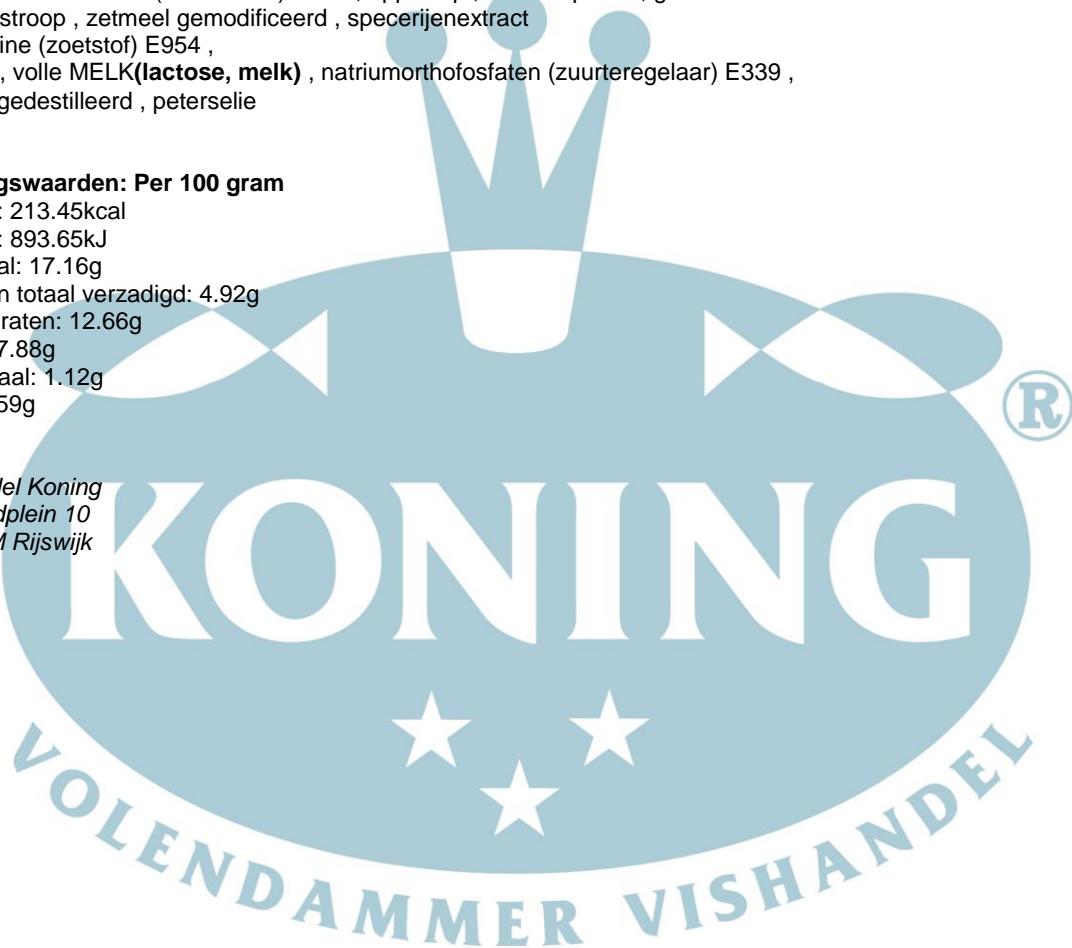 stroop , zetmeel gemodificeerd , specerijenextract
ine (zoetstof) E954 ,
, volle MELK(lactose, melk) , natriumorthofosfaten (zuurteregelaar) E339 ,
gedestilleerd , peterselie
gswaarden: Per 100 gram
: 213.45kcal
: 893.65kJ
al: 17.16g
n totaal verzadigd: 4.92g
raten: 12.66g
7.88g
aal: 1.12g
59g
del Koning
dplein 10
M Rijswijk
®
KONING
VOLENDAMMER VISHANDEL